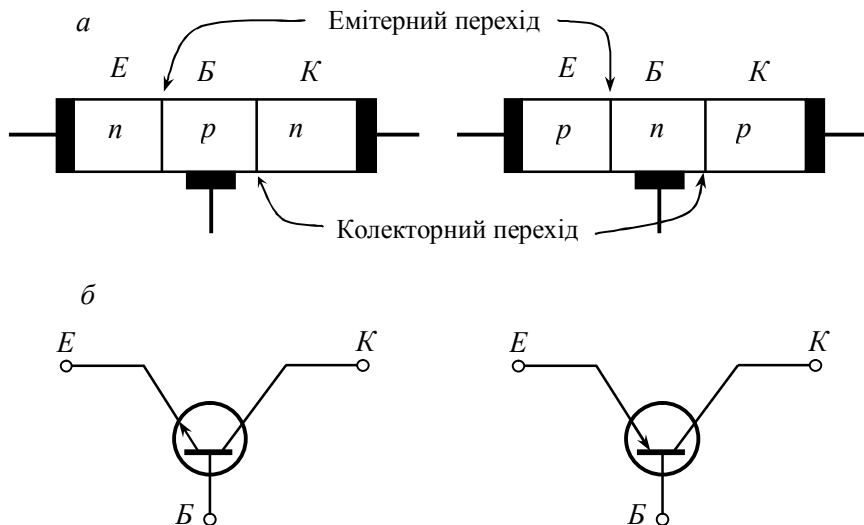 а
Емітерний перехід
Е Б К
Е Б К
n p n
p n p
Колекторний перехід
б
Е К
Е К
Б
Б